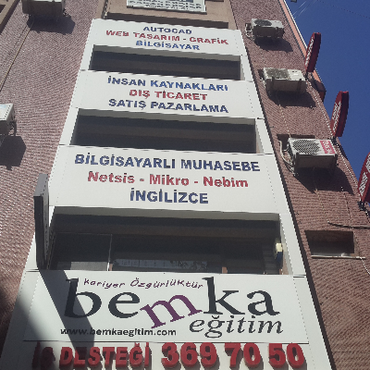 AUTOCAD
WEB TASARIM - GRAFİK
BİLGİSAYAR
İNSAN KAYNAKLARI
DIŞ TİCARET
SATIŞ PAZARLAMA
BİLGİSAYARLI MUHASEBE
Netsis - Mikro - Nebim
İNGİLİZCE
kariyer Özgürlüktür
bemka
eğitim
www.bemkaegitim.com
DESTEĞİ 369 70 50